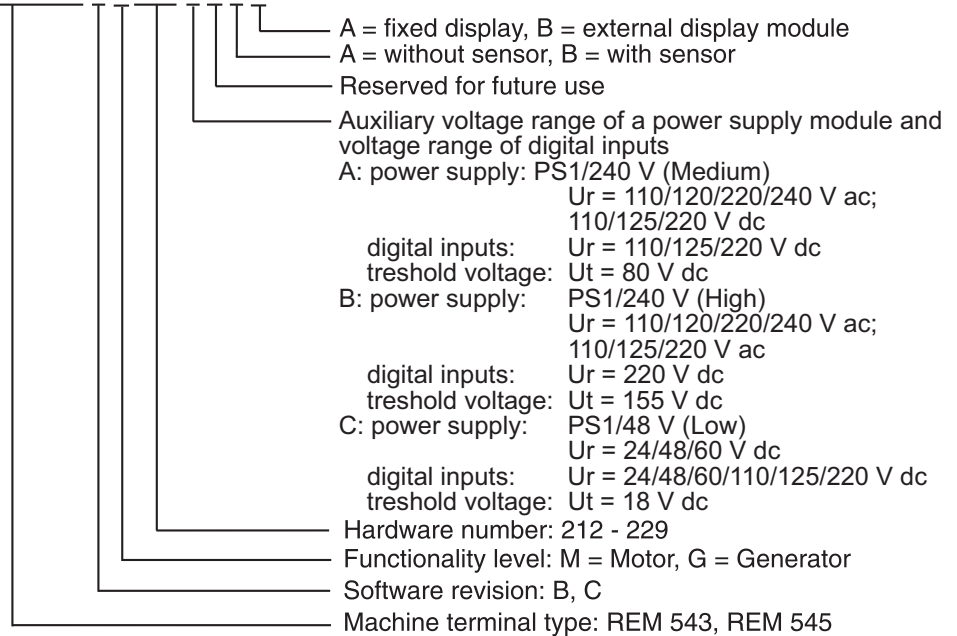 A = fixed display, B = external display module
A = without sensor, B = with sensor
Reserved for future use
Auxiliary voltage range of a power supply module and
voltage range of digital inputs
A: power supply: PS1/240 V (Medium)
Ur = 110/120/220/240 V ac;
110/125/220 V dc
digital inputs: Ur = 110/125/220 V dc
treshold voltage: Ut = 80 V dc
B: power supply: PS1/240 V (High)
Ur = 110/120/220/240 V ac;
110/125/220 V ac
digital inputs: Ur = 220 V dc
treshold voltage: Ut = 155 V dc
C: power supply: PS1/48 V (Low)
Ur = 24/48/60 V dc
digital inputs: Ur = 24/48/60/110/125/220 V dc
treshold voltage: Ut = 18 V dc
Hardware number: 212 - 229
Functionality level: M = Motor, G = Generator
Software revision: B, C
Machine terminal type: REM 543, REM 545